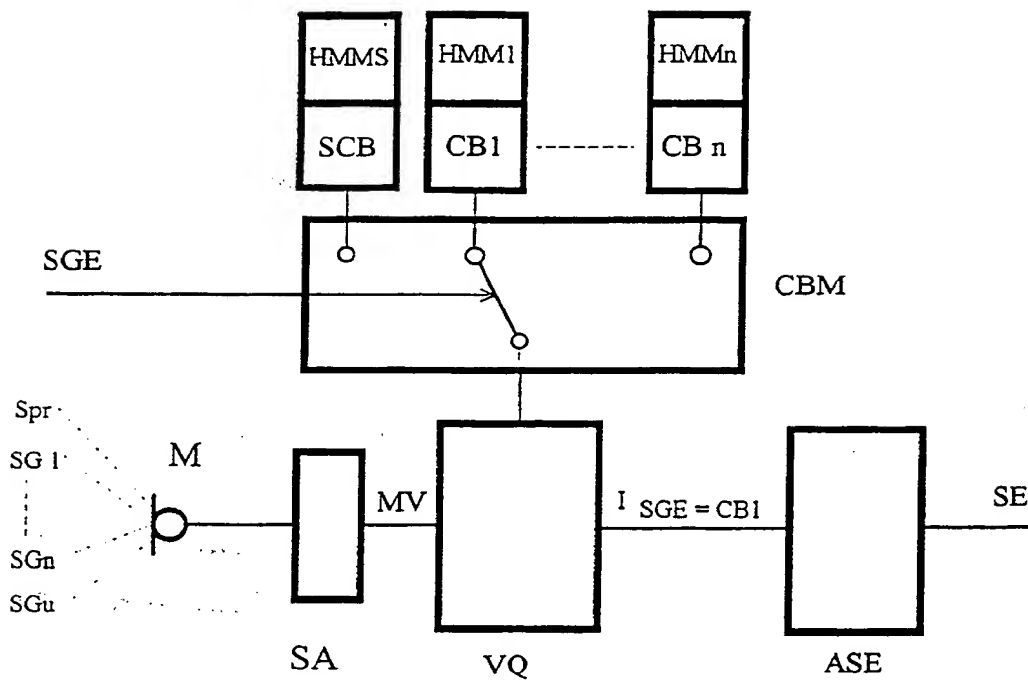 HMMS HMM1 HMMn
SCB CB1 CB n
SGE
CBM
Spr
SG 1
M
SGn
SGu
MV
I SGE = CB1
SE
SA
VQ
ASE